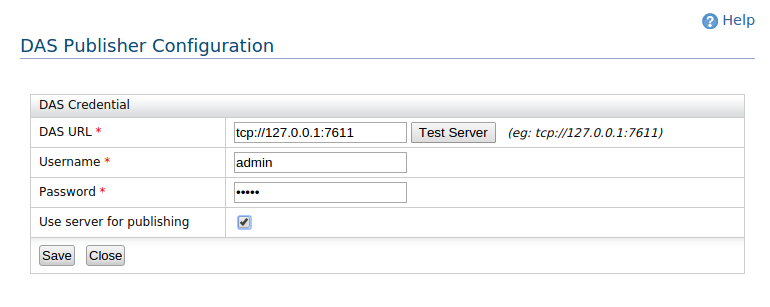 Help
DAS Publisher Configuration
DAS Credential
DAS URL * tcp://127.0.0.1:7611 Test Server (eg: tcp://127.0.0.1:7611)
Username * admin
Password * •••••
Use server for publishing
Save Close